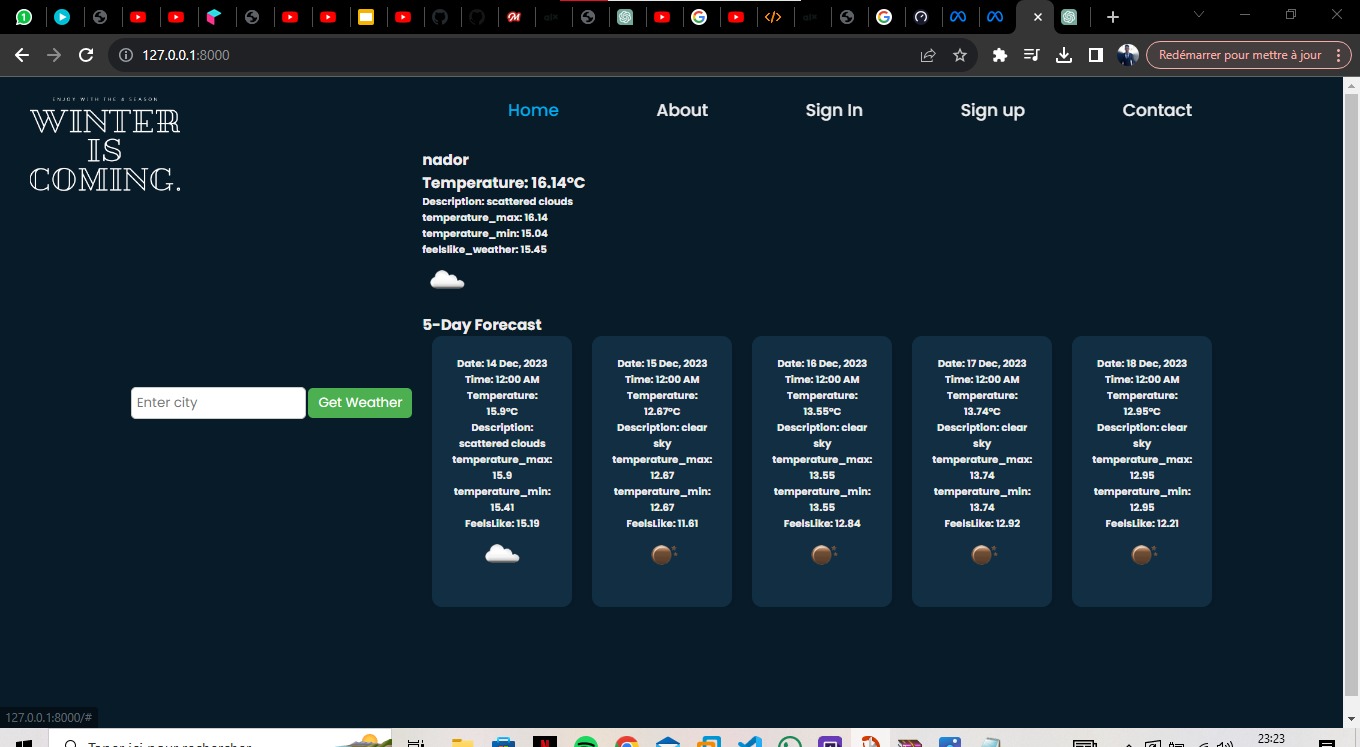 127.0.0.1:8000
Redémarrer pour mettre à jour
ENJOY WITH THE 4 SEASON
WINTER
IS
COMING.
Home
About
Sign In
Sign up
Contact
nador
Temperature: 16.14°C
Description: scattered clouds
temperature_max: 16.14
temperature_min: 15.04
feelslike_weather: 15.45
5-Day Forecast
Enter city
Get Weather
Date: 14 Dec, 2023
Time: 12:00 AM
Temperature:
15.9°C
Description:
scattered clouds
temperature_max:
15.9
temperature_min:
15.41
FeelsLike: 15.19
Date: 15 Dec, 2023
Time: 12:00 AM
Temperature:
12.67°C
Description: clear
sky
temperature_max:
12.67
temperature_min:
12.67
FeelsLike: 11.61
Date: 16 Dec, 2023
Time: 12:00 AM
Temperature:
13.55°C
Description: clear
sky
temperature_max:
13.55
temperature_min:
13.55
FeelsLike: 12.84
Date: 17 Dec, 2023
Time: 12:00 AM
Temperature:
13.74°C
Description: clear
sky
temperature_max:
13.74
temperature_min:
13.74
FeelsLike: 12.92
Date: 18 Dec, 2023
Time: 12:00 AM
Temperature:
12.95°C
Description: clear
sky
temperature_max:
12.95
temperature_min:
12.95
FeelsLike: 12.21
127.0.0.1:8000/#
Taper ici pour rechercher
23:23